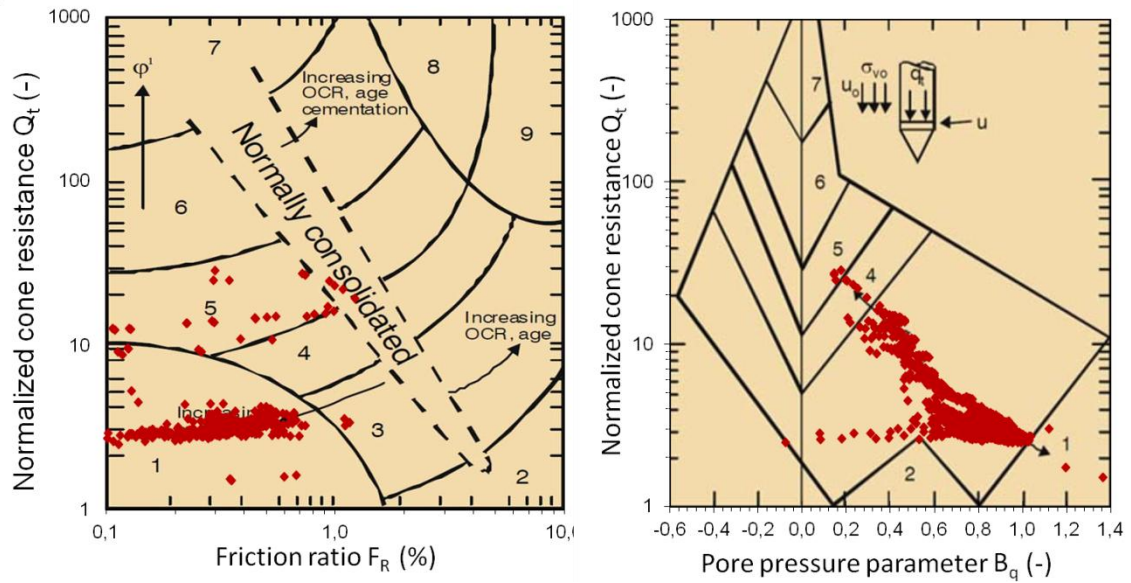 Normalized cone resistance Qt (-)
1000
100
10
1
φ¹
7
8
9
6
5
4
3
1
2
Increasing
OCR, age
cementation
Normally consolidated
Increasing
OCR, age
Increasing
0,1
1,0
10,0
Friction ratio FR (%)
Normalized cone resistance Qt (-)
1000
100
10
1
7
6
5
4
1
2
σvo
uo
qt
u
-0,6
-0,4
-0,2
0,0
0,2
0,4
0,6
0,8
1,0
1,2
1,4
Pore pressure parameter Bq (-)